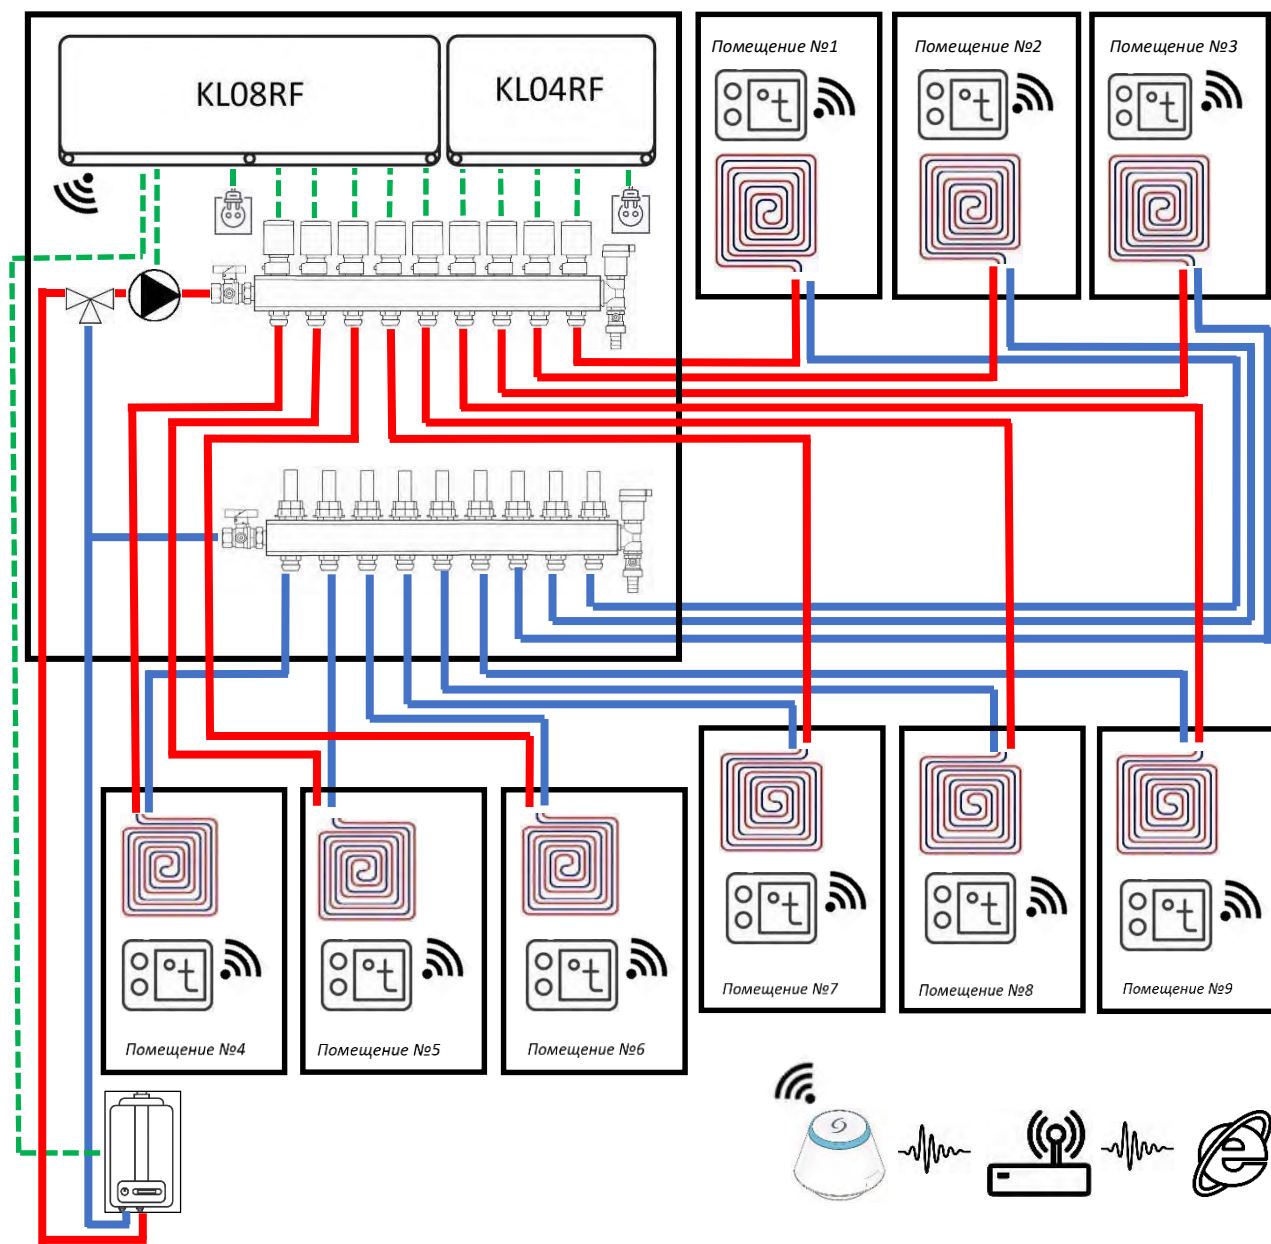 KL08RF
KL04RF
Помещение №1
Помещение №2
Помещение №3
°t
°t
°t
Помещение №4
Помещение №5
Помещение №6
°t
°t
°t
Помещение №7
Помещение №8
Помещение №9
°t
°t
°t